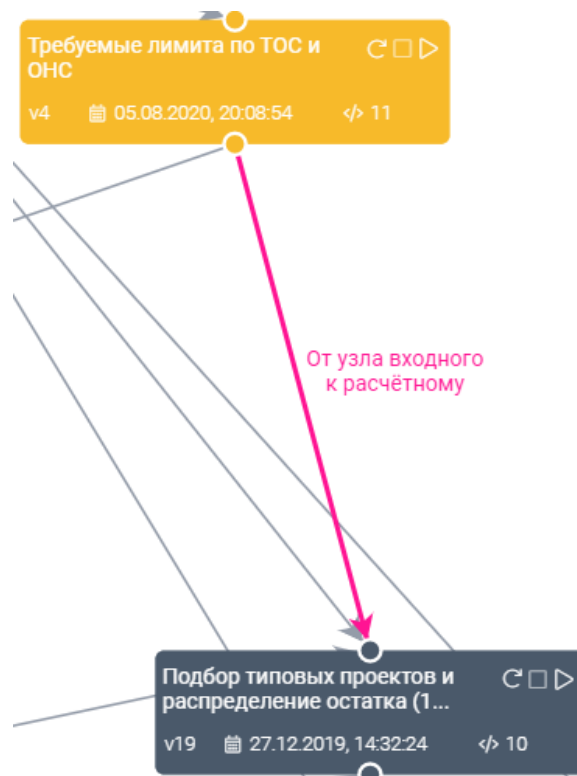 Требуемые лимита по ТОС и
ОНС
v4 05.08.2020, 20:08:54 </> 11
От узла входного
к расчётному
Подбор типовых проектов и
распределение остатка (1...
v19 27.12.2019, 14:32:24 </> 10